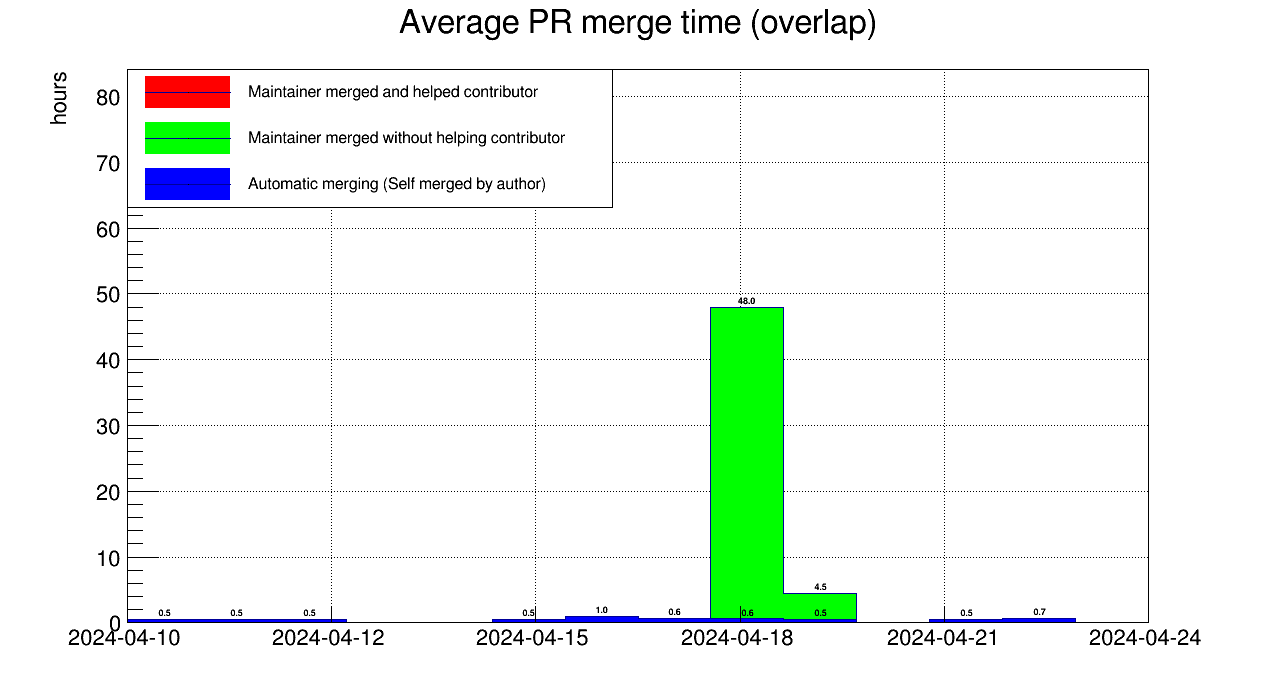 Average PR merge time (overlap)
hours
Maintainer merged and helped contributor
Maintainer merged without helping contributor
Automatic merging (Self merged by author)
80
70
60
50
40
30
20
10
0
48.0
4.5
0.5 0.5 0.5 0.5 1.0 0.6 0.6 0.5 0.5 0.7
2024-04-10 2024-04-12 2024-04-15 2024-04-18 2024-04-21 2024-04-24